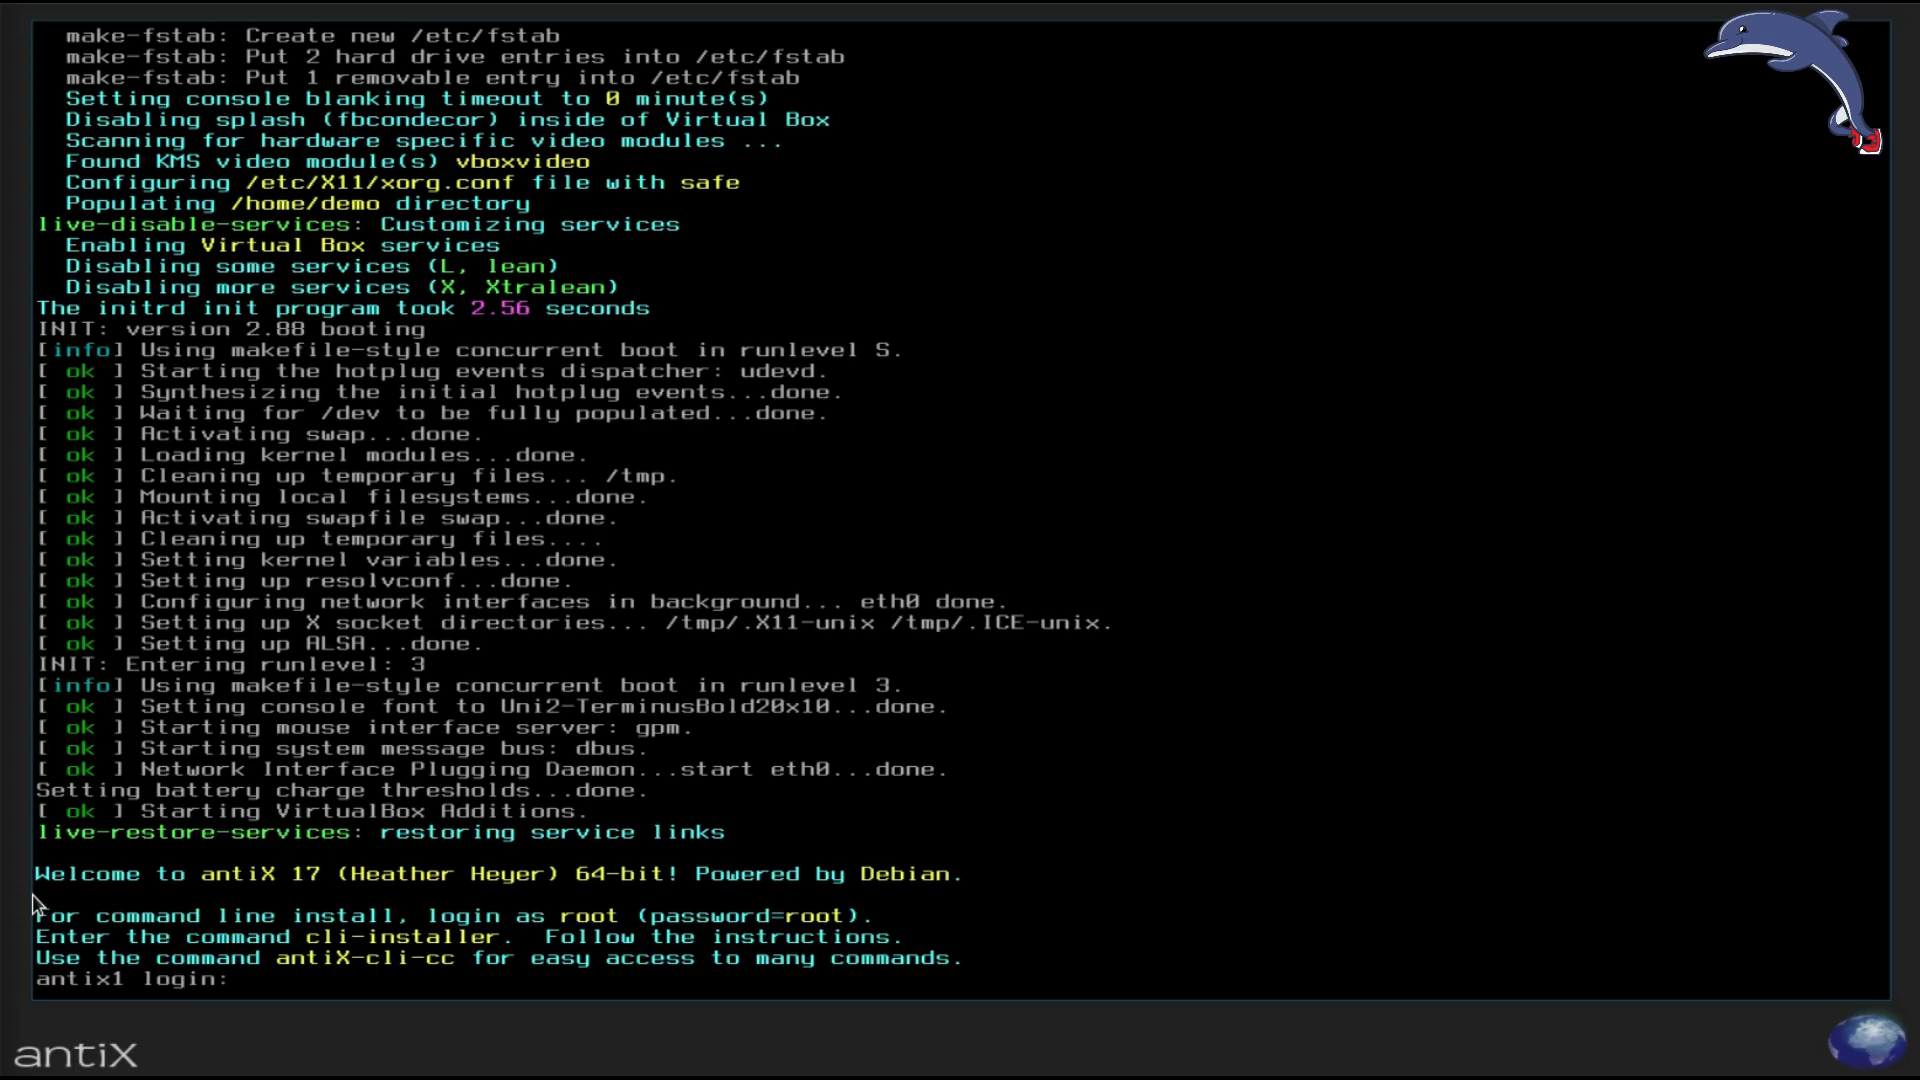 make-fstab: Create new /etc/fstab
make-fstab: Put 2 hard drive entries into /etc/fstab
make-fstab: Put 1 removable entry into /etc/fstab
Setting console blanking timeout to 0 minute(s)
Disabling splash (fbcondecor) inside of Virtual Box
Scanning for hardware specific video modules ...
Found KMS video module(s) vboxvideo
Configuring /etc/X11/xorg.conf file with safe
Populating /home/demo directory
live-disable-services: Customizing services
Enabling Virtual Box services
Disabling some services (L, lean)
Disabling more services (X, Xtralean)
The initrd init program took 2.56 seconds
INIT: version 2.88 booting
[info] Using makefile-style concurrent boot in runlevel S.
[ ok ] Starting the hotplug events dispatcher: udevd.
[ ok ] Synthesizing the initial hotplug events...done.
[ ok ] Waiting for /dev to be fully populated...done.
[ ok ] Activating swap...done.
[ ok ] Loading kernel modules...done.
[ ok ] Cleaning up temporary files... /tmp.
[ ok ] Mounting local filesystems...done.
[ ok ] Activating swapfile swap...done.
[ ok ] Cleaning up temporary files....
[ ok ] Setting kernel variables...done.
[ ok ] Setting up resolvconf...done.
[ ok ] Configuring network interfaces in background... eth0 done.
[ ok ] Setting up X socket directories... /tmp/.X11-unix /tmp/.ICE-unix.
[ ok ] Setting up ALSA...done.
INIT: Entering runlevel: 3
[info] Using makefile-style concurrent boot in runlevel 3.
[ ok ] Setting console font to Uni2-TerminusBold20x10...done.
[ ok ] Starting mouse interface server: gpm.
[ ok ] Starting system message bus: dbus.
[ ok ] Network Interface Plugging Daemon...start eth0...done.
Setting battery charge thresholds...done.
[ ok ] Starting VirtualBox Additions.
live-restore-services: restoring service links
Welcome to antiX 17 (Heather Heyer) 64-bit! Powered by Debian.
For command line install, login as root (password=root).
Enter the command cli-installer.  Follow the instructions.
Use the command antiX-cli-cc for easy access to many commands.
antix1 login:
antiX